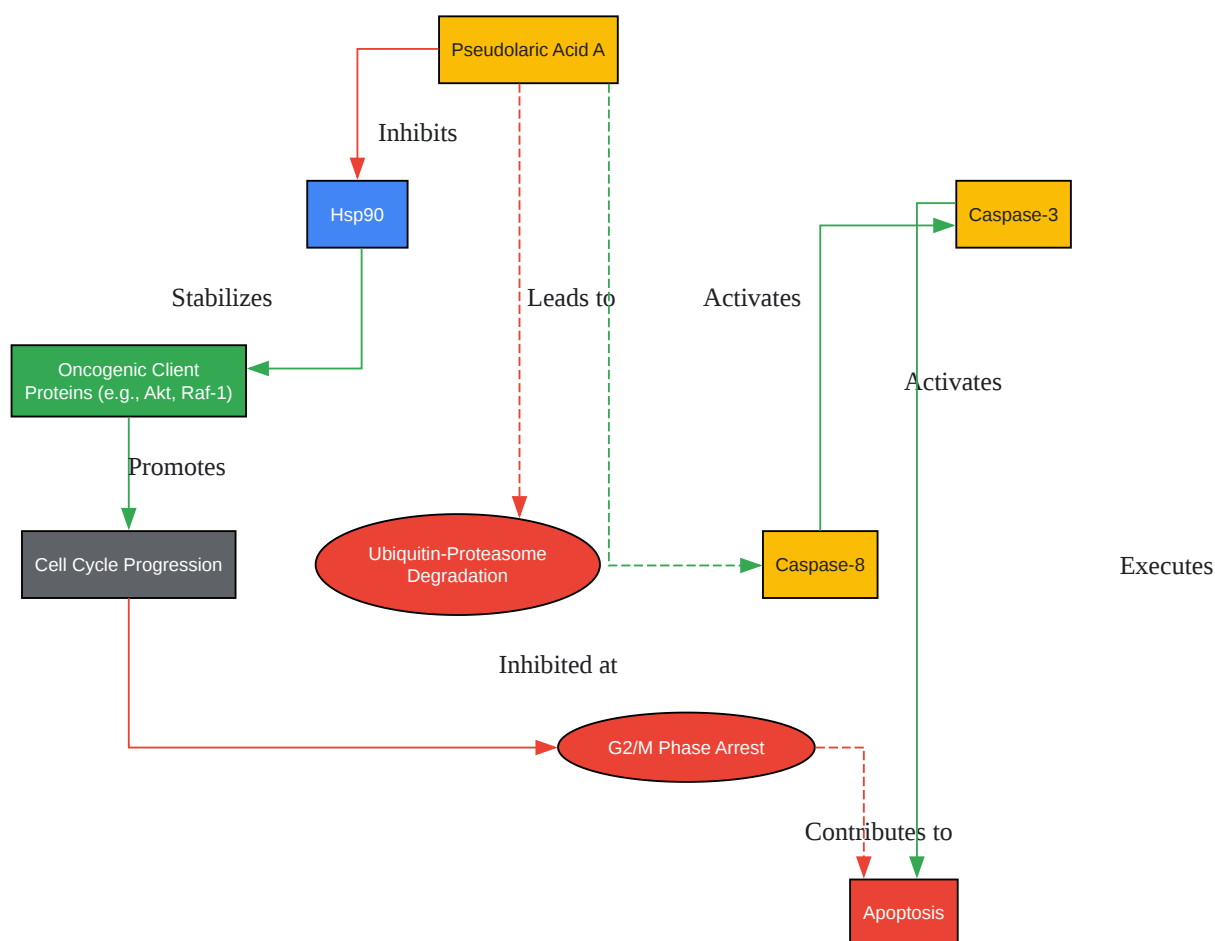 Pseudolaric Acid A
Inhibits
Hsp90
Caspase-3
Stabilizes
Leads to
Activates
Oncogenic Client
Proteins (e.g., Akt, Raf-1)
Activates
Promotes
Cell Cycle Progression
Ubiquitin-Proteasome
Degradation
Caspase-8
Executes
Inhibited at
G2/M Phase Arrest
Contributes to
Apoptosis